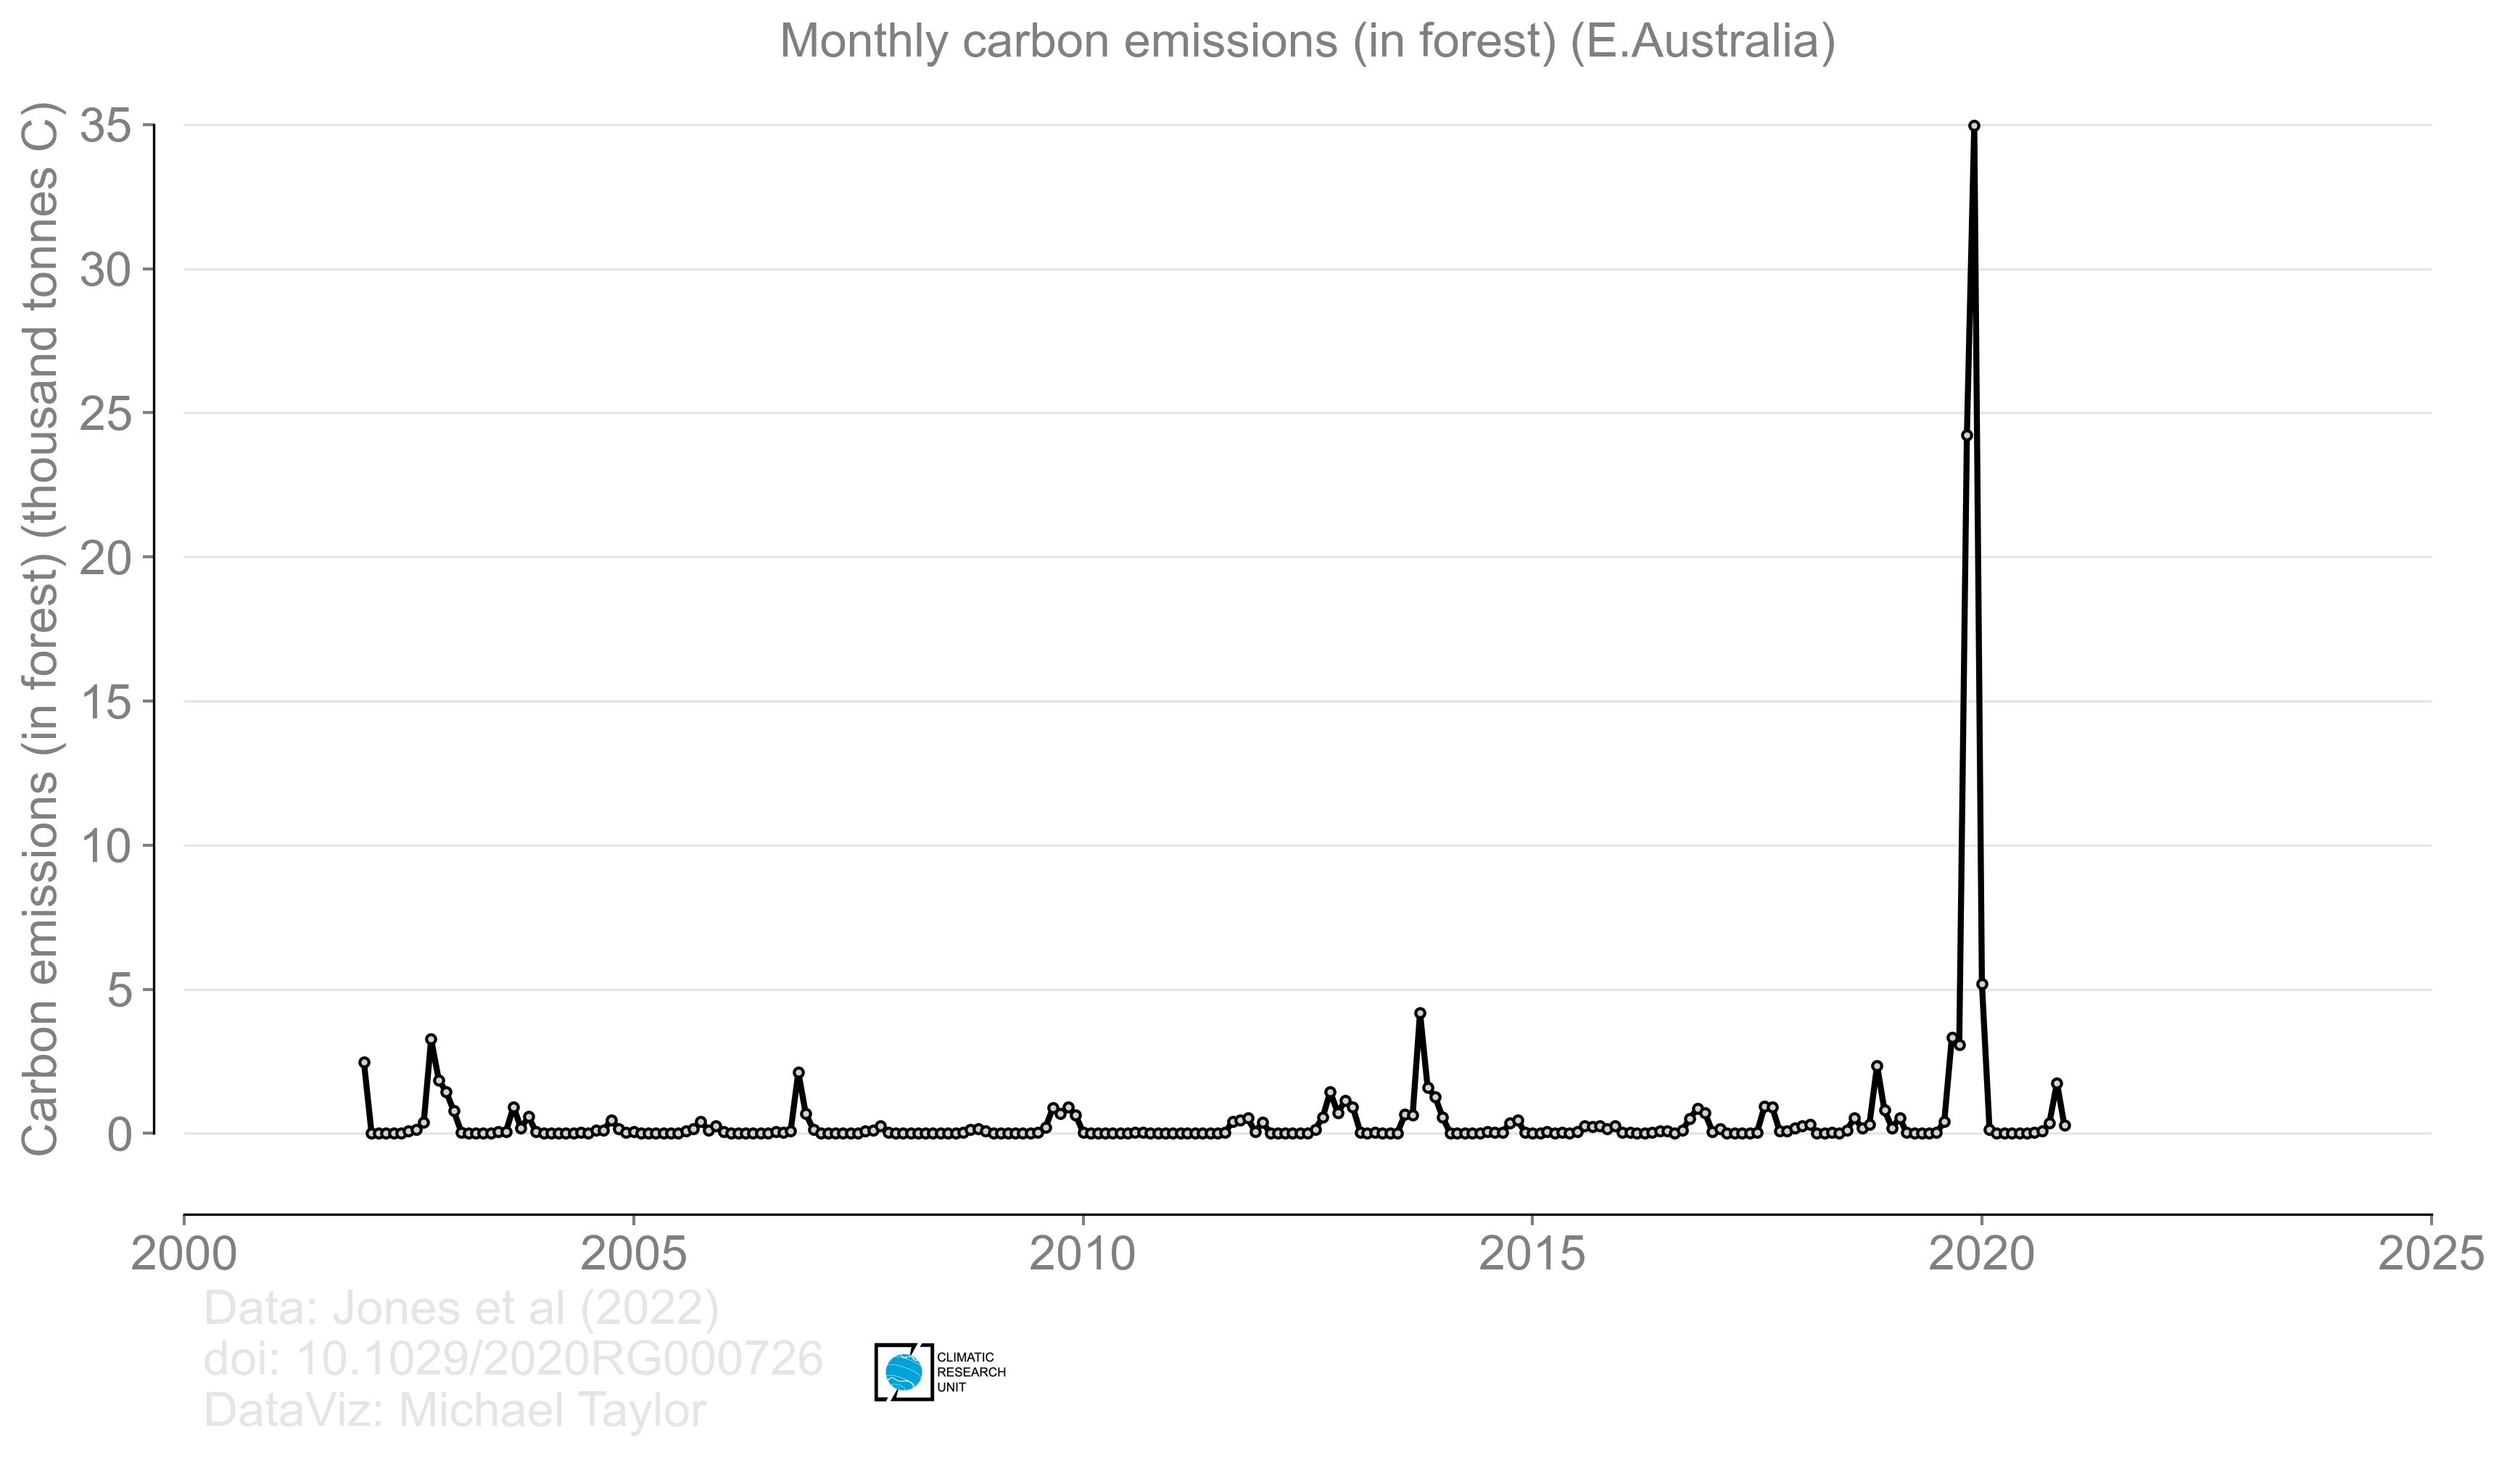 Monthly carbon emissions (in forest) (E.Australia)
Carbon emissions (in forest) (thousand tonnes C)
35
30
25
20
15
10
5
0
2000 2005 2010 2015 2020 2025
Data: Jones et al (2022)
doi: 10.1029/2020RG000726
DataViz: Michael Taylor
CLIMATIC
RESEARCH
UNIT